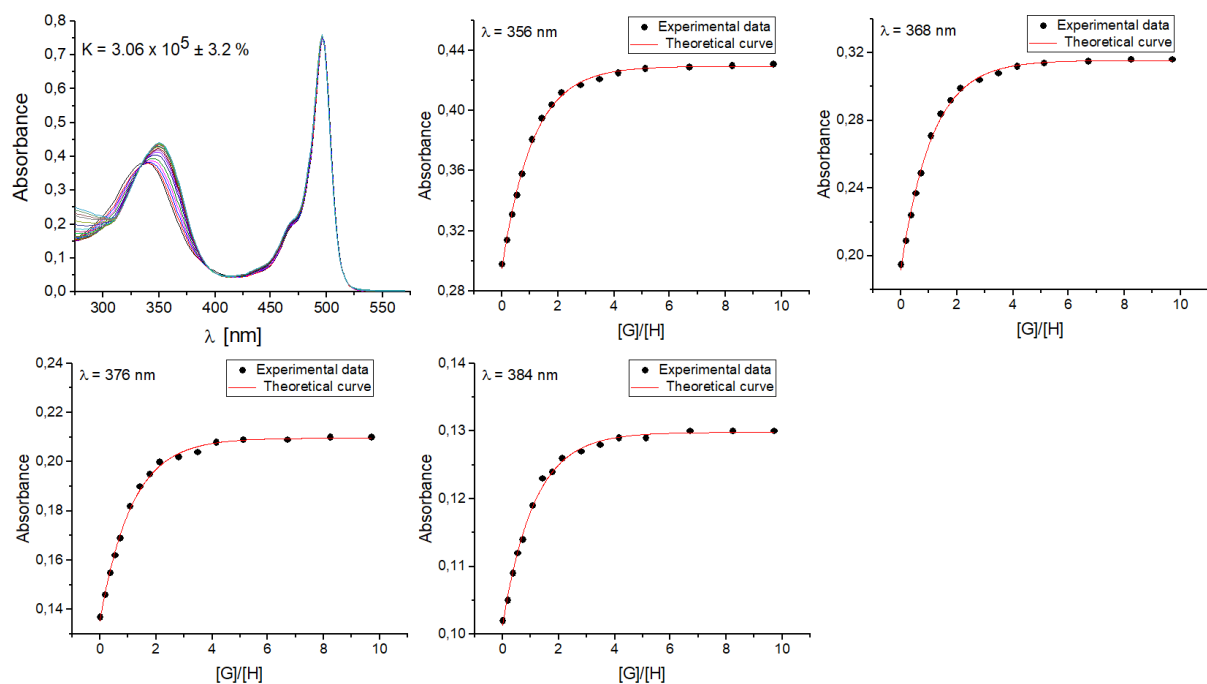 K = 3.06 x 10⁵ ± 3.2 %
Absorbance
0,8
0,7
0,6
0,5
0,4
0,3
0,2
0,1
0,0
300 350 400 450 500 550
λ [nm]
λ = 356 nm
Experimental data
Theoretical curve
Absorbance
0,44
0,40
0,36
0,32
0,28
0 2 4 6 8 10
[G]/[H]
λ = 368 nm
Experimental data
Theoretical curve
Absorbance
0,32
0,28
0,24
0,20
0 2 4 6 8 10
[G]/[H]
λ = 376 nm
Experimental data
Theoretical curve
Absorbance
0,24
0,22
0,20
0,18
0,16
0,14
0 2 4 6 8 10
[G]/[H]
λ = 384 nm
Experimental data
Theoretical curve
Absorbance
0,14
0,13
0,12
0,11
0,10
0 2 4 6 8 10
[G]/[H]